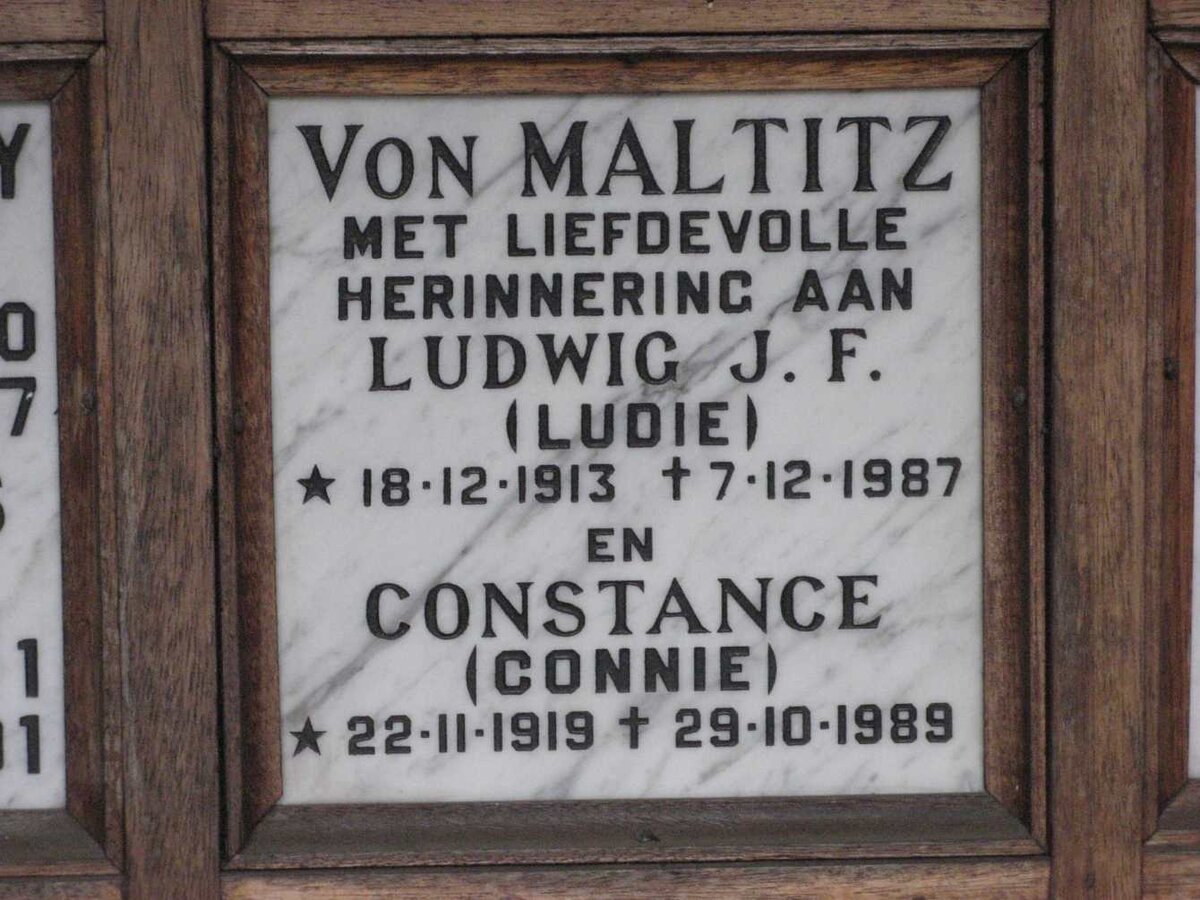 VON MALTITZ
MET LIEFDEVOLLE
HERINNERING AAN
LUDWIG J. F.
(LUDIE)
★ 18·12·1913 † 7·12·1987
EN
CONSTANCE
(CONNIE)
★ 22·11·1919 † 29·10·1989